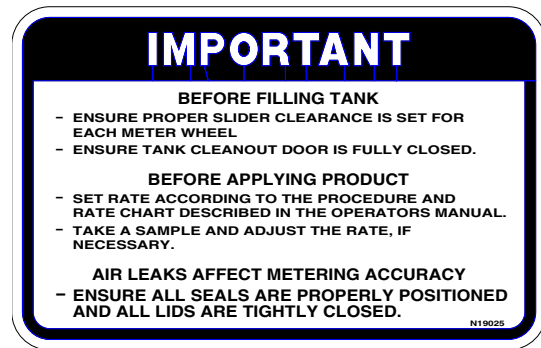 IMPORTANT
BEFORE FILLING TANK
- ENSURE PROPER SLIDER CLEARANCE IS SET FOR
EACH METER WHEEL
- ENSURE TANK CLEANOUT DOOR IS FULLY CLOSED.
BEFORE APPLYING PRODUCT
- SET RATE ACCORDING TO THE PROCEDURE AND
RATE CHART DESCRIBED IN THE OPERATORS MANUAL.
- TAKE A SAMPLE AND ADJUST THE RATE, IF
NECESSARY.
AIR LEAKS AFFECT METERING ACCURACY
- ENSURE ALL SEALS ARE PROPERLY POSITIONED
AND ALL LIDS ARE TIGHTLY CLOSED.
N19025